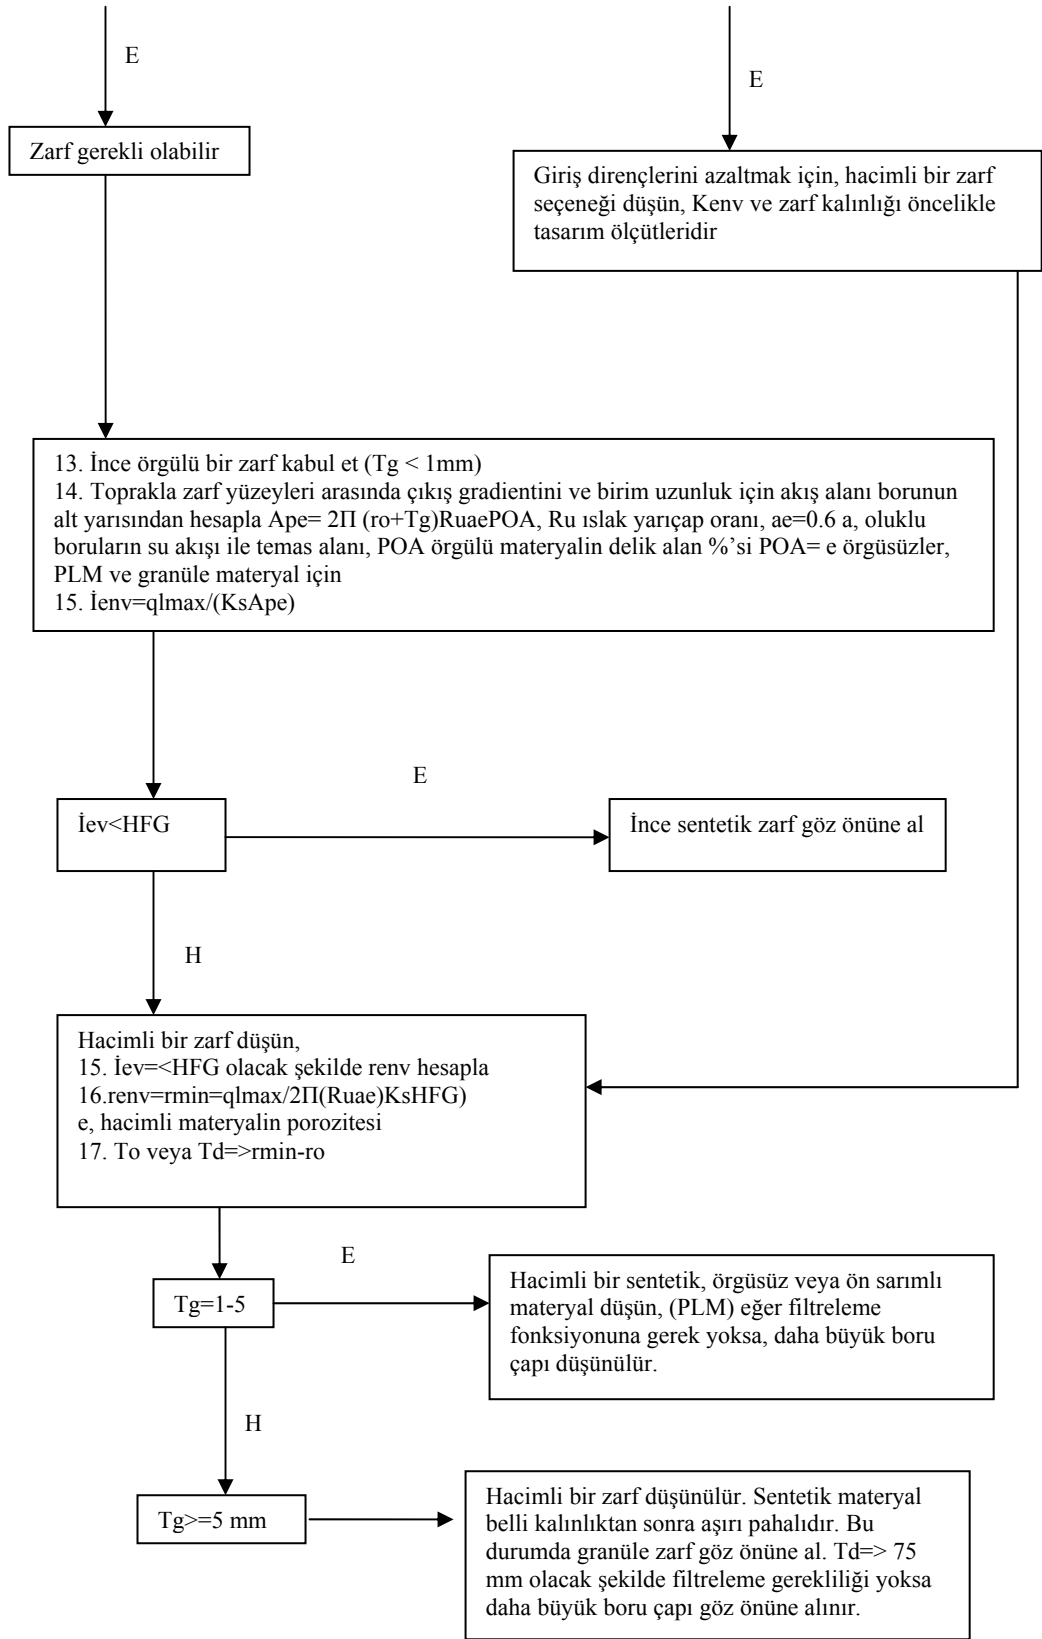 E
E
Zarf gerekli olabilir
Giriş dirençlerini azaltmak için, hacimli bir zarf
seçeneği düşün, Kenv ve zarf kalınlığı öncelikle
tasarım ölçütleridir
13. İnce örgülü bir zarf kabul et (Tg < 1mm)
14. Toprakla zarf yüzeyleri arasında çıkış gradientini ve birim uzunluk için akış alanı borunun
alt yarısından hesapla Ape= 2Π (ro+Tg)RuaePOA, Ru ıslak yarıçap oranı, ae=0.6 a, oluklu
boruların su akışı ile temas alanı, POA örgülü materyalin delik alan %’si POA= e örgüsüzler,
PLM ve granüle materyal için
15. İenv=qlmax/(KsApe)
E
İev<HFG
İnce sentetik zarf göz önüne al
H
Hacimli bir zarf düşün,
15. İev=<HFG olacak şekilde renv hesapla
16.renv=rmin=qlmax/2Π(Ruae)KsHFG)
e, hacimli materyalin porozitesi
17. To veya Td=>rmin-ro
E
Tg=1-5
Hacimli bir sentetik, örgüsüz veya ön sarımlı
materyal düşün, (PLM) eğer filtreleme
fonksiyonuna gerek yoksa, daha büyük boru
çapı düşünülür.
H
Tg>=5 mm
Hacimli bir zarf düşünülür. Sentetik materyal
belli kalınlıktan sonra aşırı pahalıdır. Bu
durumda granüle zarf göz önüne al. Td=> 75
mm olacak şekilde filtreleme gerekliliği yoksa
daha büyük boru çapı göz önüne alınır.